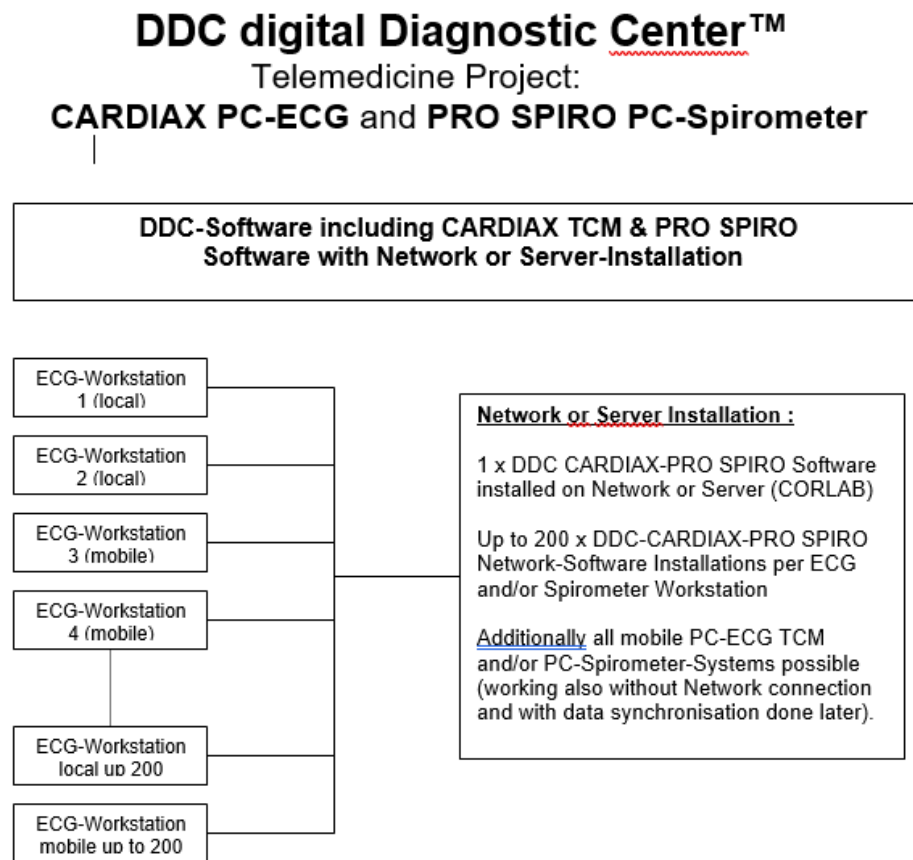 DDC digital Diagnostic Center™
Telemedicine Project:
CARDIAX PC-ECG and PRO SPIRO PC-Spirometer
DDC-Software including CARDIAX TCM & PRO SPIRO
Software with Network or Server-Installation
ECG-Workstation
1 (local)
ECG-Workstation
2 (local)
ECG-Workstation
3 (mobile)
ECG-Workstation
4 (mobile)
ECG-Workstation
local up 200
ECG-Workstation
mobile up to 200
Network or Server Installation :
1 x DDC CARDIAX-PRO SPIRO Software
installed on Network or Server (CORLAB)
Up to 200 x DDC-CARDIAX-PRO SPIRO
Network-Software Installations per ECG
and/or Spirometer Workstation
Additionally all mobile PC-ECG TCM
and/or PC-Spirometer-Systems possible
(working also without Network connection
and with data synchronisation done later).